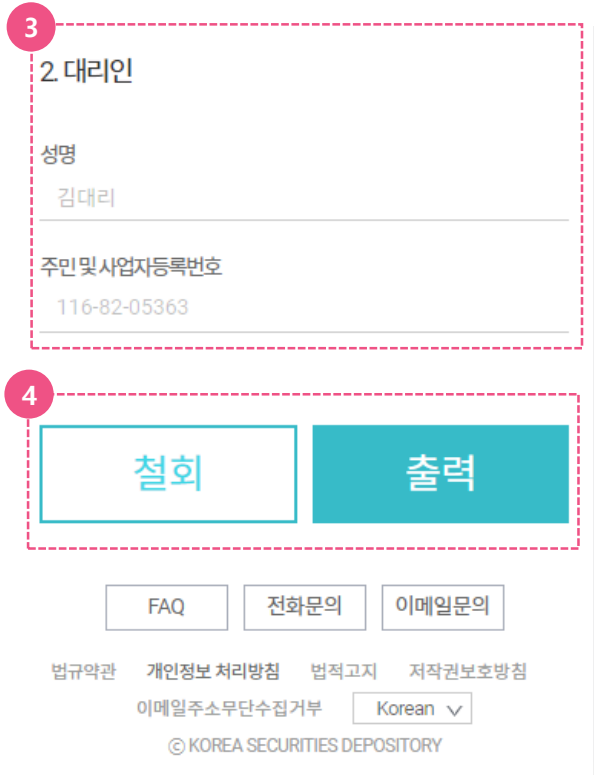 3
2. 대리인
성명
김대리
주민 및 사업자등록번호
116-82-05363
4
철회 출력
FAQ 전화문의 이메일문의
법규약관 개인정보 처리방침 법적고지 저작권보호방침
이메일주소무단수집거부 Korean
© KOREA SECURITIES DEPOSITORY